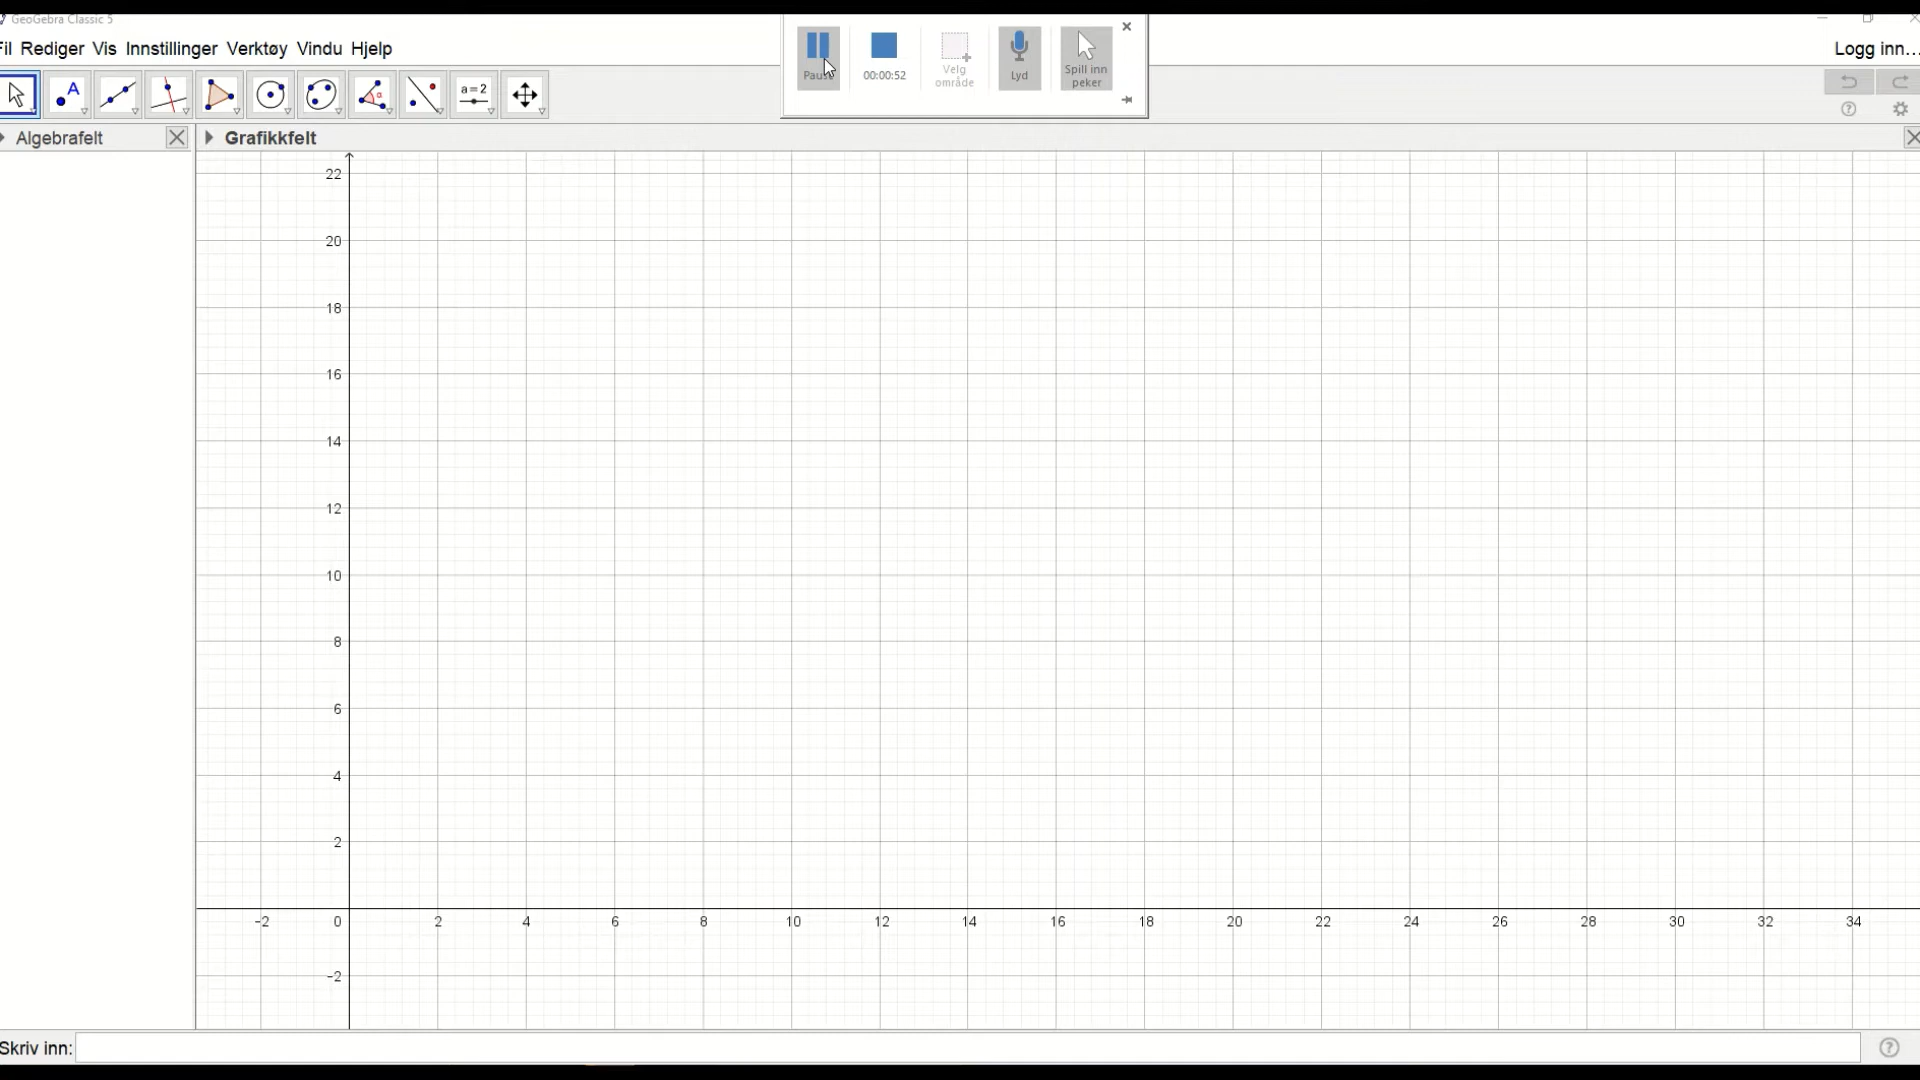 GeoGebra Classic 5
Fil Rediger Vis Innstillinger Verktøy Vindu Hjelp
Logg inn...
Pause
00:00:52
Velg
område
Lyd
Spill inn
peker
A
α
a = 2
Algebrafelt
Grafikkfelt
22
20
18
16
14
12
10
8
6
4
2
-2 0 2 4 6 8 10 12 14 16 18 20 22 24 26 28 30 32 34
-2
Skriv inn: